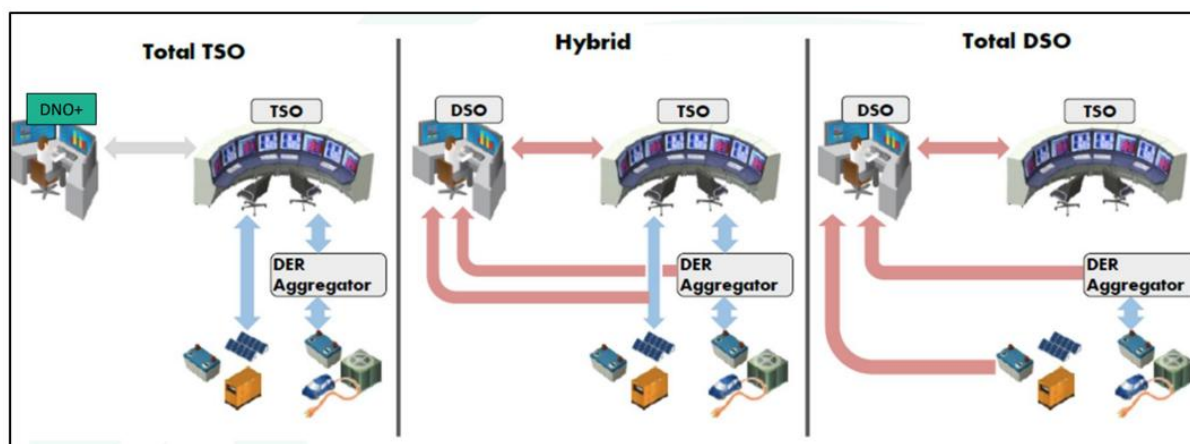 Total TSO
DNO+
TSO
DER
Aggregator
Hybrid
DSO
TSO
DER
Aggregator
Total DSO
DSO
TSO
DER
Aggregator